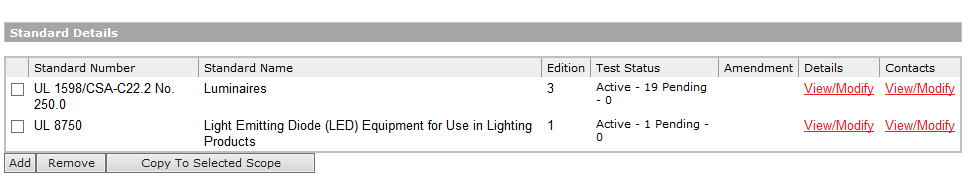 Standard Details
Standard Number Standard Name Edition Test Status Amendment Details Contacts
UL 1598/CSA-C22.2 No. Luminaires 3 Active - 19 Pending View/Modify View/Modify
250.0 - 0
UL 8750 Light Emitting Diode (LED) Equipment for Use in Lighting 1 Active - 1 Pending - View/Modify View/Modify
Products 0
Add Remove Copy To Selected Scope